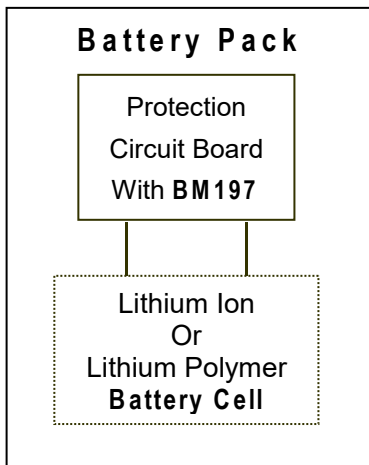 Battery Pack
Protection
Circuit Board
With BM197
Lithium Ion
Or
Lithium Polymer
Battery Cell